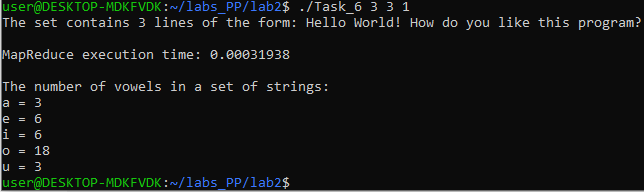 user@DESKTOP-MDKFVDK:~/labs_PP/lab2$ ./Task_6 3 3 1
The set contains 3 lines of the form: Hello World! How do you like this program?
MapReduce execution time: 0.00031938
The number of vowels in a set of strings:
a = 3
e = 6
i = 6
o = 18
u = 3
user@DESKTOP-MDKFVDK:~/labs_PP/lab2$